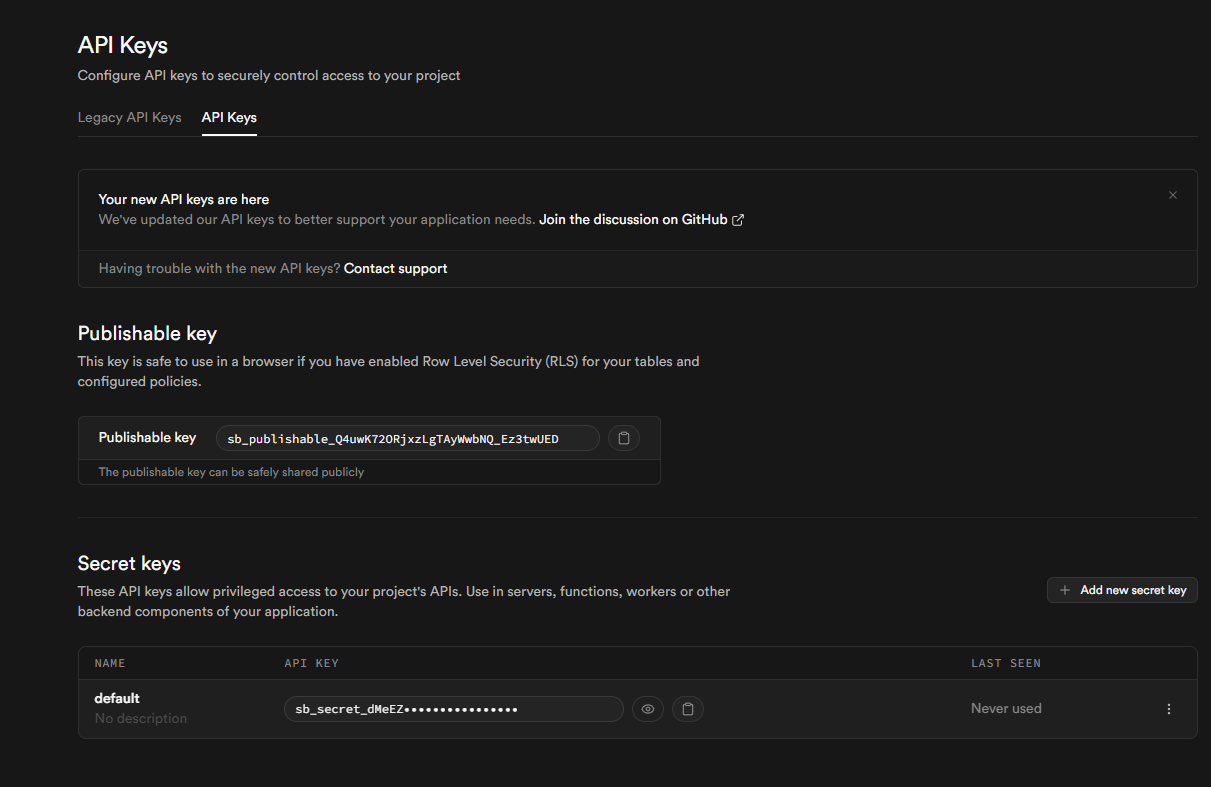 API Keys
Configure API keys to securely control access to your project
Legacy API Keys API Keys
Your new API keys are here
We've updated our API keys to better support your application needs. Join the discussion on GitHub
Having trouble with the new API keys? Contact support
Publishable key
This key is safe to use in a browser if you have enabled Row Level Security (RLS) for your tables and
configured policies.
Publishable key sb_publishable_Q4uwK72ORjxzLgTAyWwbNQ_Ez3twUED
The publishable key can be safely shared publicly
Secret keys
These API keys allow privileged access to your project's APIs. Use in servers, functions, workers or other
backend components of your application.
Add new secret key
NAME API KEY LAST SEEN
default
No description
sb_secret_dMeEZ••••••••••••••••
Never used